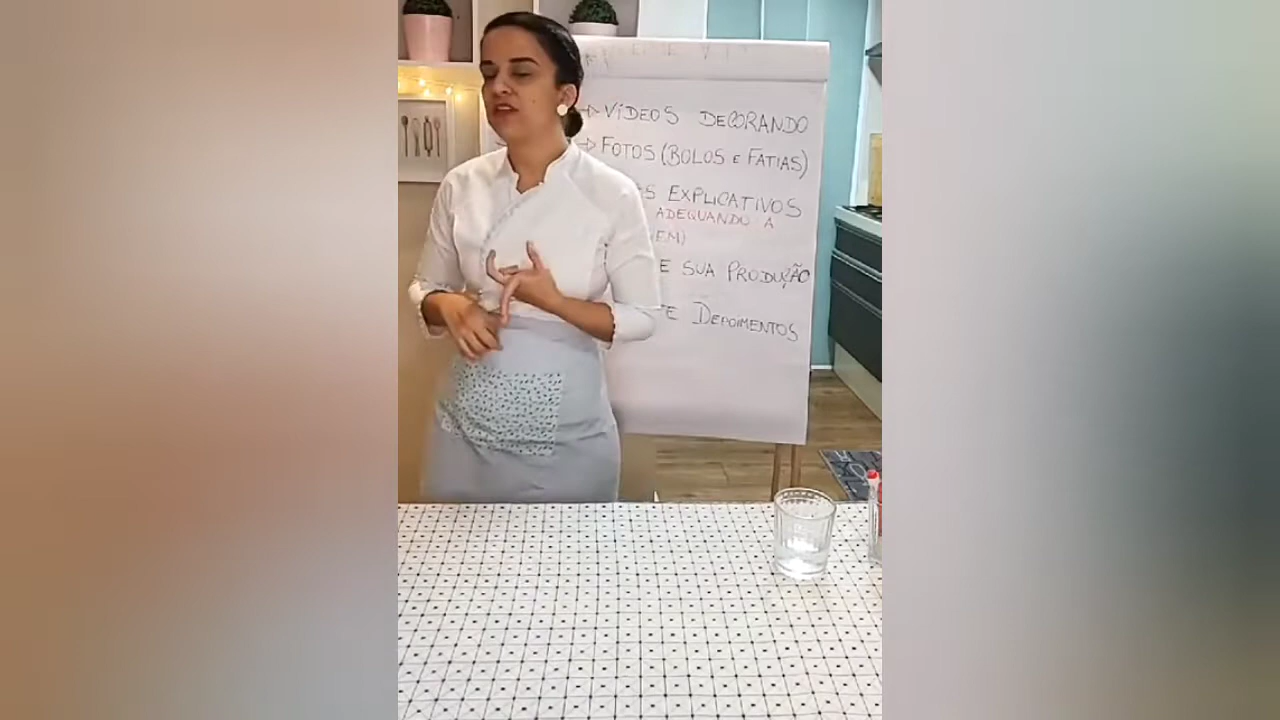 → VÍDEOS DECORANDO
→ FOTOS (BOLOS E FATIAS)
EXPLICATIVOS
ADEQUANDO A
E SUA PRODUÇÃO
DEPOIMENTOS